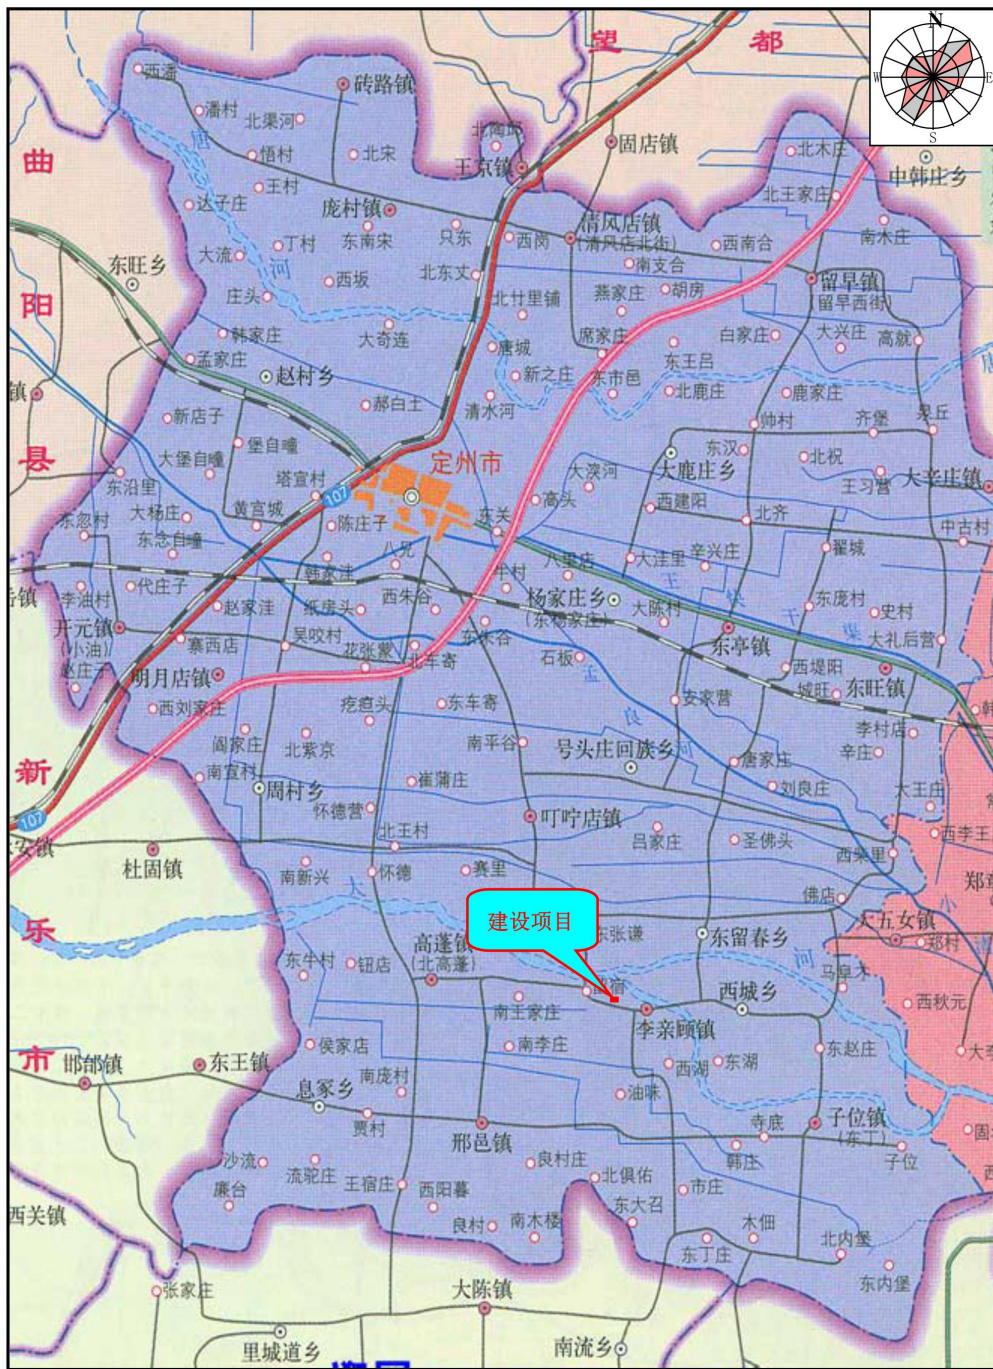 望都
N
W
E
S
西潘
砖路镇
潘村
北渠河
唐
北陶邱
固店镇
北木庄
中韩庄乡
曲
悟村
北宋
王京镇
王村
庞村镇
北王家庄
达子庄
东南宋
只东
西岗
清风店镇
(清风店北街)
西南合
南木庄
大流
丁村
河
西坂
北东丈
南支合
东旺乡
留早镇
留早西街
阳
庄头
北廿里铺
燕家庄
胡房
韩家庄
大奇连
唐城
席家庄
白家庄
大兴庄
高就
唐
孟家庄
赵村乡
东王吕
新之庄
镇
郝白土
清水河
东市邑
北鹿庄
鹿家庄
新店子
帅村
齐堡
泉丘
县
堡自疃
定州市
东汉
大堡自疃
大鹿庄乡
北祝
大辛庄镇
东沿里
塔宣村
107
高头
西建阳
王习营
东忽村
大杨庄
黄宫城
陈庄子
东关
北齐
中古村
东念自疃
八里店
大洼里
辛兴庄
翟城
韩家洼
王
李油村
代庄子
西朱谷
杨家庄乡
(东杨家庄)
大陈村
东庞村
史村
开元镇
(小油)
赵家洼
纸房头
干
渠
大礼后营
寨西店
吴咬村
花张蒙
北车寄
东朱谷
石板
孟
东亭镇
赵庄子
明月店镇
西堤阳
东旺镇
西刘家庄
疙疸头
东车寄
安家营
城旺
良
李村店
阎家庄
北紫京
南平谷
号头庄回族乡
河
辛庄
新
南宣村
唐家庄
周村乡
崔蒲庄
刘良庄
大王庄
107
怀德营
叮咛店镇
吕家庄
圣佛头
西李王
北王村
西柴里
杜固镇
南新兴
怀德
赛里
佛店
小
乐
大
建设项目
东张谦
东留春乡
大五女镇
郑村
高蓬镇
(北高蓬)
东牛村
钮店
河
马阜才
南王家庄
西城乡
西秋元
李亲顾镇
市
侯家店
南李庄
东赵庄
邯邰镇
东王镇
西湖
东湖
息冢乡
南庞村
油味
贾村
寺底
子位镇
(东丁)
邢邑镇
韩庄
子位
沙流
流驼庄
良村庄
北俱佑
廉台
王宿庄
西阳暮
东大召
市庄
西关镇
良村
南木楼
木佃
北内堡
东丁庄
东内堡
张家庄
大陈镇
里城道乡
南流乡